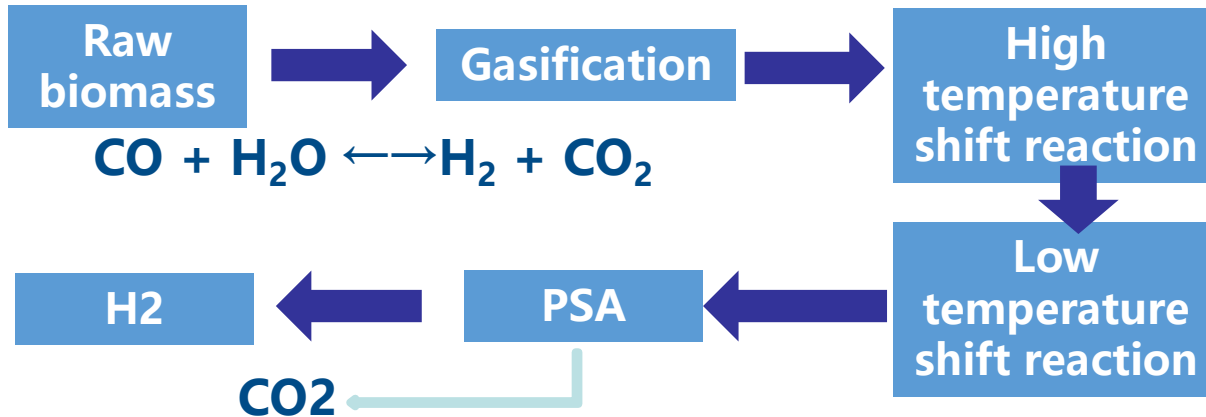 Raw
biomass
Gasification
High
temperature
shift reaction
CO + H₂O ←→H₂ + CO₂
Low
temperature
shift reaction
PSA
H2
CO2